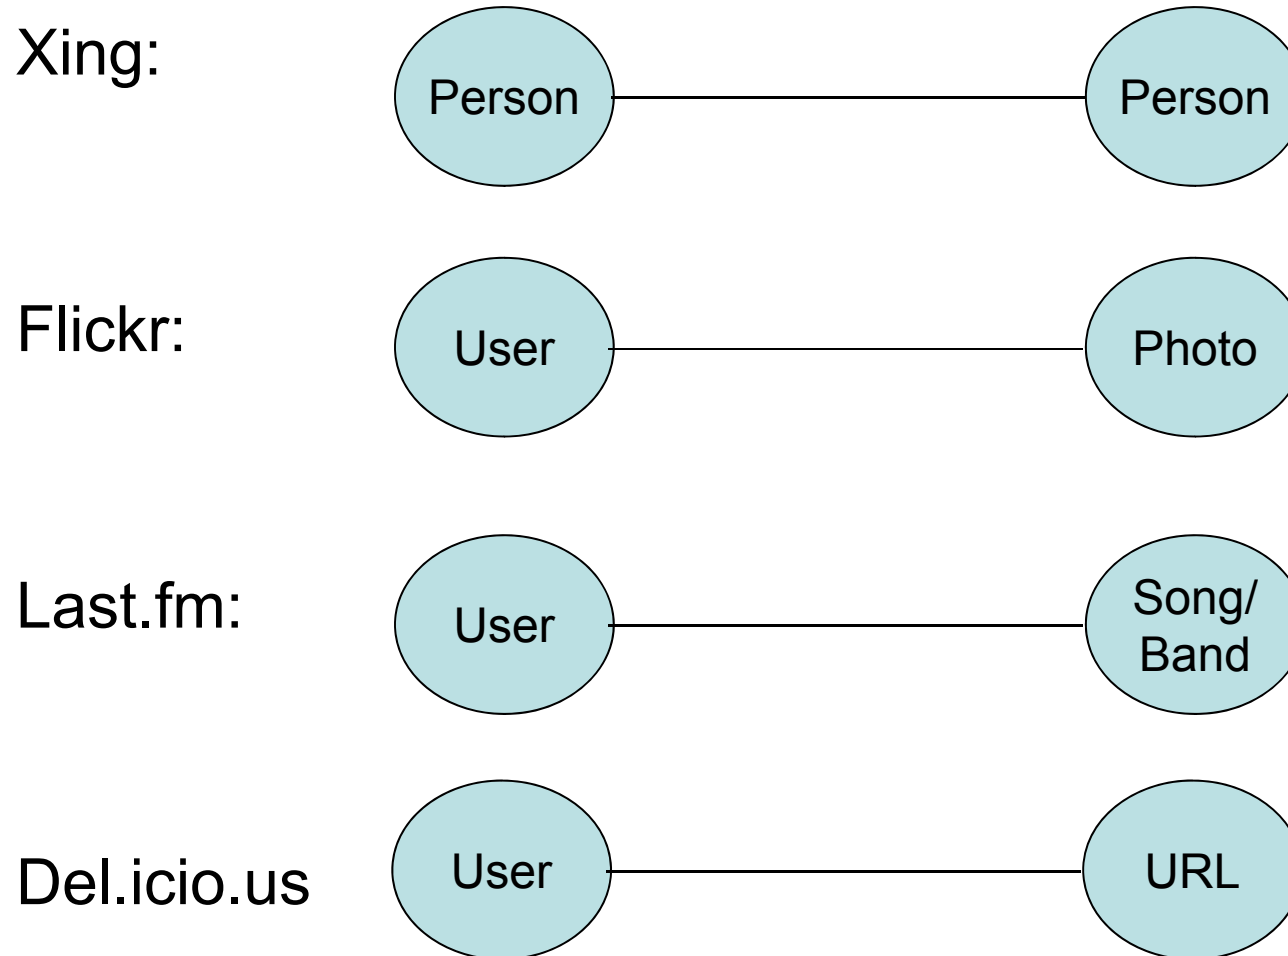 Xing:
Person
Person
Flickr:
User
Photo
Last.fm:
User
Song/
Band
Del.icio.us
User
URL